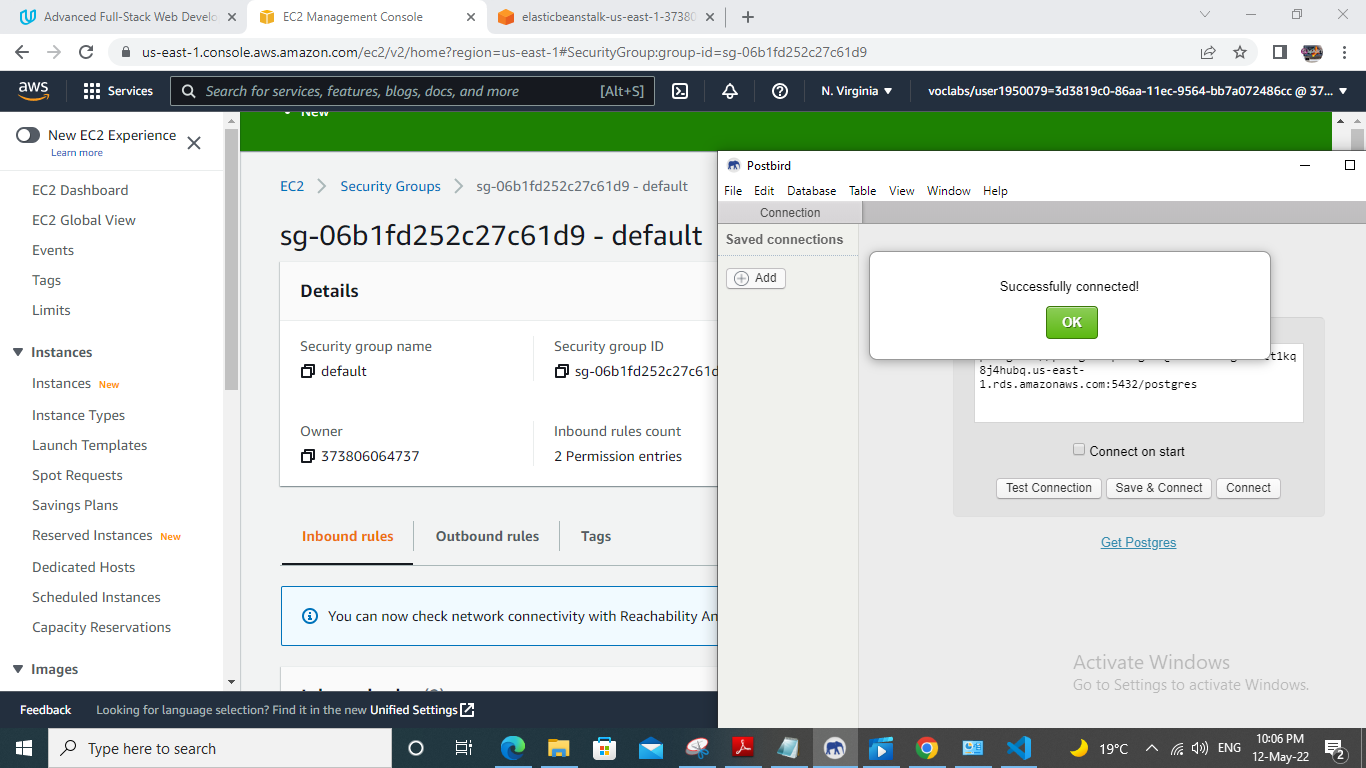 Advanced Full-Stack Web Develo
EC2 Management Console
elasticbeanstalk-us-east-1-37380
us-east-1.console.aws.amazon.com/ec2/v2/home?region=us-east-1#SecurityGroup:group-id=sg-06b1fd252c27c61d9
aws
Services
Search for services, features, blogs, docs, and more
[Alt+S]
N. Virginia
voclabs/user1950079=3d3819c0-86aa-11ec-9564-bb7a072486cc @ 37...
New EC2 Experience
Learn more
EC2 Dashboard
EC2 Global View
Events
Tags
Limits
Instances
Instances New
Instance Types
Launch Templates
Spot Requests
Savings Plans
Reserved Instances New
Dedicated Hosts
Scheduled Instances
Capacity Reservations
Images
New
EC2
Security Groups
sg-06b1fd252c27c61d9 - default
sg-06b1fd252c27c61d9 - default
Details
Security group name
default
Security group ID
sg-06b1fd252c27c61d
Owner
373806064737
Inbound rules count
2 Permission entries
Inbound rules
Outbound rules
Tags
You can now check network connectivity with Reachability An
Postbird
File Edit Database Table View Window Help
Connection
Saved connections
Add
Successfully connected!
OK
8j4hubq.us-east-
1.rds.amazonaws.com:5432/postgres
Connect on start
Test Connection
Save & Connect
Connect
Get Postgres
Activate Windows
Go to Settings to activate Windows.
Feedback
Looking for language selection? Find it in the new Unified Settings
Type here to search
19°C
ENG
10:06 PM
12-May-22
2